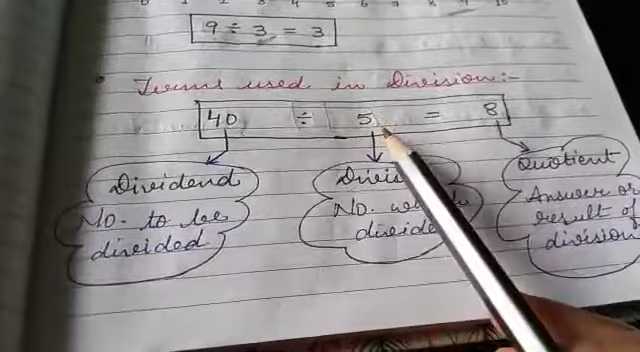 9 ÷ 3 = 3
Terms used in Division:-
40 ÷ 5 = 8
Dividend
No. to be
divided
No.
divide
Quotient
Answer or
result of
division